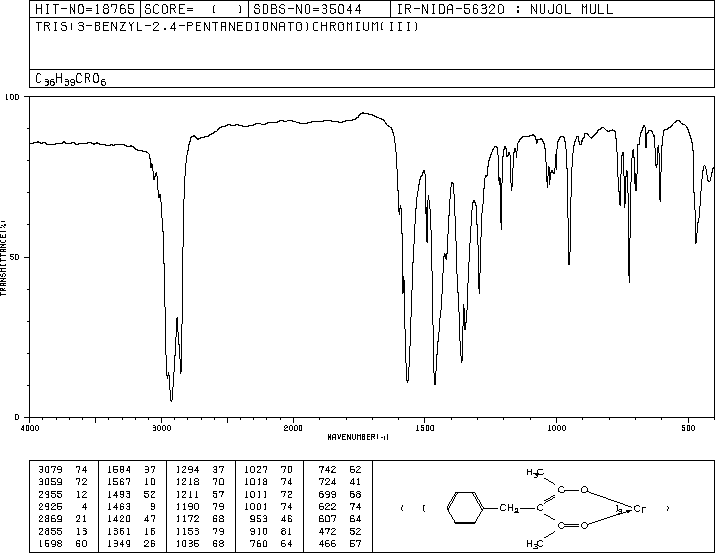 HIT-NO=18765 SCORE= ( ) SDBS-NO=35044 IR-NIDA-56320 : NUJOL MULL
TRIS(3-BENZYL-2,4-PENTANEDIONATO)CHROMIUM(III)
C36H39CRO6
100
50
0
TRANSMITTANCE(%)
4000 3000 2000 1500 1000 500
WAVENUMBER(-1)
3079 74 1584 37 1294 37 1027 70 742 62
3059 72 1567 10 1218 70 1018 74 724 41
2955 12 1493 52 1211 57 1011 72 699 68
2925 4 1463 9 1190 79 1001 74 622 74
2869 21 1420 47 1172 68 953 46 607 64
2855 13 1361 16 1153 79 910 81 472 52
1598 60 1349 26 1036 68 760 64 466 57
H3C
C O
( ( CH2 C )3 Cr )
C O
H3C